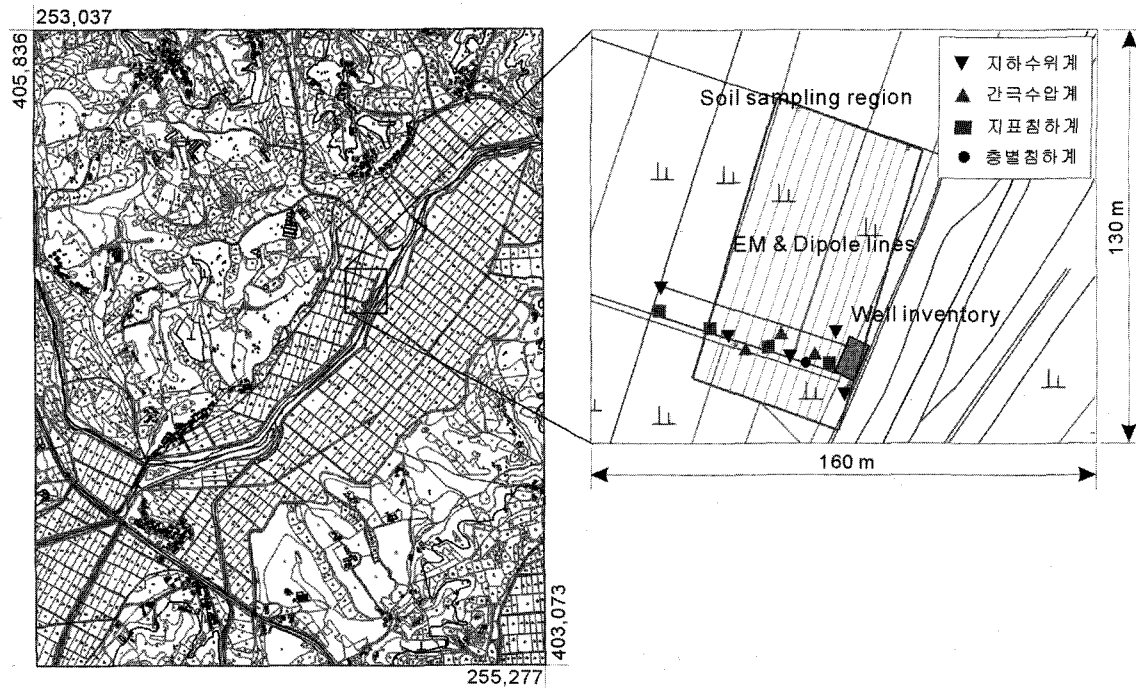 253,037
405,836
403,073
255,277
Soil sampling region
EM & Dipole lines
Well inventory
지하수위계
간극수압계
지표침하계
층별침하계
130 m
160 m